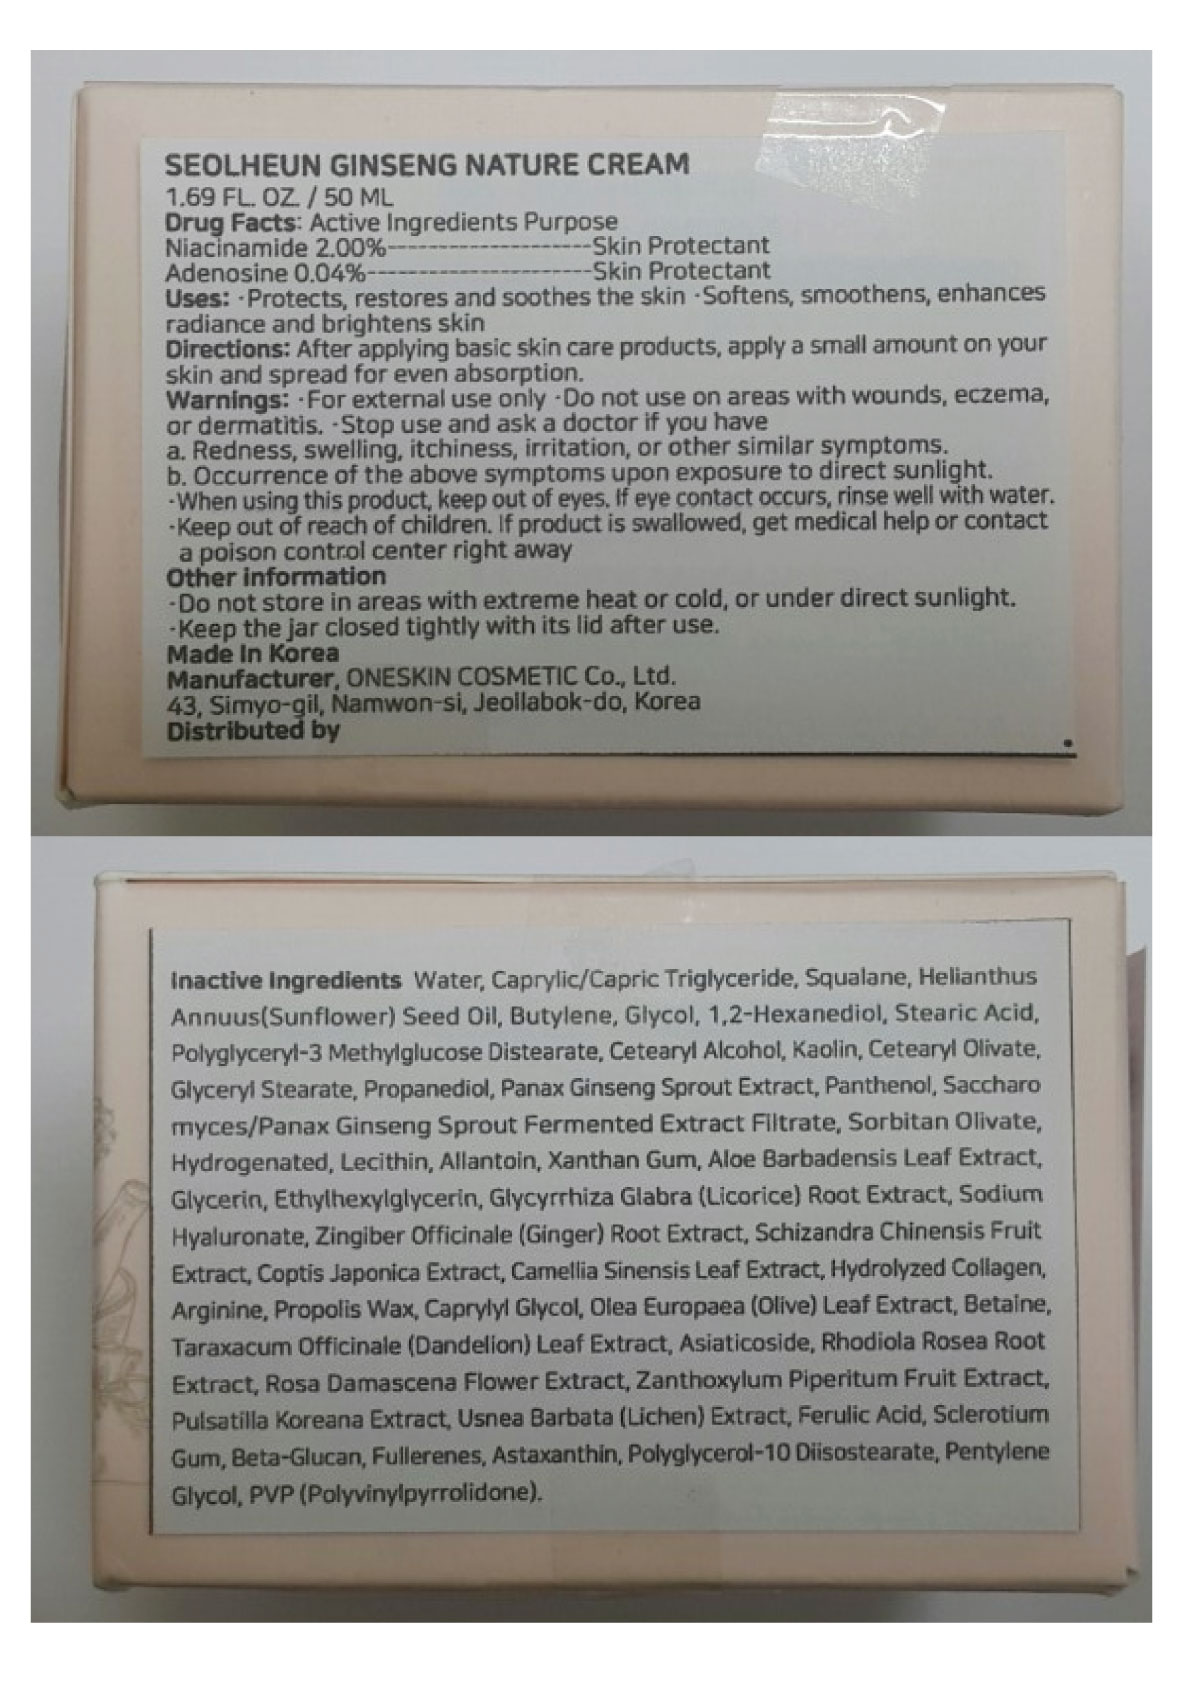 SEOLHEUN GINSENG NATURE CREAM
1.69 FL. OZ. / 50 ML
Drug Facts: Active Ingredients Purpose
Niacinamide 2.00%--------------------Skin Protectant
Adenosine 0.04%----------------------Skin Protectant
Uses: ·Protects, restores and soothes the skin ·Softens, smoothens, enhances
radiance and brightens skin
Directions: After applying basic skin care products, apply a small amount on your
skin and spread for even absorption.
Warnings: ·For external use only ·Do not use on areas with wounds, eczema,
or dermatitis. ·Stop use and ask a doctor if you have
a. Redness, swelling, itchiness, irritation, or other similar symptoms.
b. Occurrence of the above symptoms upon exposure to direct sunlight.
·When using this product, keep out of eyes. If eye contact occurs, rinse well with water.
·Keep out of reach of children. If product is swallowed, get medical help or contact
a poison control center right away
Other information
·Do not store in areas with extreme heat or cold, or under direct sunlight.
·Keep the jar closed tightly with its lid after use.
Made In Korea
Manufacturer, ONESKIN COSMETIC Co., Ltd.
43, Simyo-gil, Namwon-si, Jeollabok-do, Korea
Distributed by
Inactive Ingredients Water, Caprylic/Capric Triglyceride, Squalane, Helianthus
Annuus(Sunflower) Seed Oil, Butylene, Glycol, 1,2-Hexanediol, Stearic Acid,
Polyglyceryl-3 Methylglucose Distearate, Cetearyl Alcohol, Kaolin, Cetearyl Olivate,
Glyceryl Stearate, Propanediol, Panax Ginseng Sprout Extract, Panthenol, Saccharo
myces/Panax Ginseng Sprout Fermented Extract Filtrate, Sorbitan Olivate,
Hydrogenated, Lecithin, Allantoin, Xanthan Gum, Aloe Barbadensis Leaf Extract,
Glycerin, Ethylhexylglycerin, Glycyrrhiza Glabra (Licorice) Root Extract, Sodium
Hyaluronate, Zingiber Officinale (Ginger) Root Extract, Schizandra Chinensis Fruit
Extract, Coptis Japonica Extract, Camellia Sinensis Leaf Extract, Hydrolyzed Collagen,
Arginine, Propolis Wax, Caprylyl Glycol, Olea Europaea (Olive) Leaf Extract, Betaine,
Taraxacum Officinale (Dandelion) Leaf Extract, Asiaticoside, Rhodiola Rosea Root
Extract, Rosa Damascena Flower Extract, Zanthoxylum Piperitum Fruit Extract,
Pulsatilla Koreana Extract, Usnea Barbata (Lichen) Extract, Ferulic Acid, Sclerotium
Gum, Beta-Glucan, Fullerenes, Astaxanthin, Polyglycerol-10 Diisostearate, Pentylene
Glycol, PVP (Polyvinylpyrrolidone).